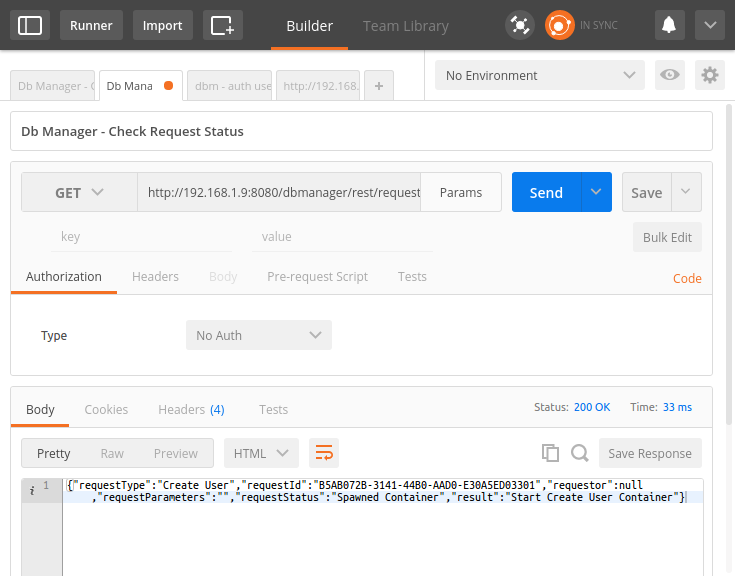 Runner Import Builder Team Library IN SYNC
Db Manager - C Db Mana dbm - auth use http://192.168. + No Environment
Db Manager - Check Request Status
GET http://192.168.1.9:8080/dbmanager/rest/request Params Send Save
key value Bulk Edit
Authorization Headers Body Pre-request Script Tests Code
Type No Auth
Body Cookies Headers (4) Tests Status: 200 OK Time: 33 ms
Pretty Raw Preview HTML Save Response
i 1 {"requestType":"Create User","requestId":"B5AB072B-3141-44B0-AAD0-E30A5ED03301","requestor":null
,"requestParameters":"","requestStatus":"Spawned Container","result":"Start Create User Container"}